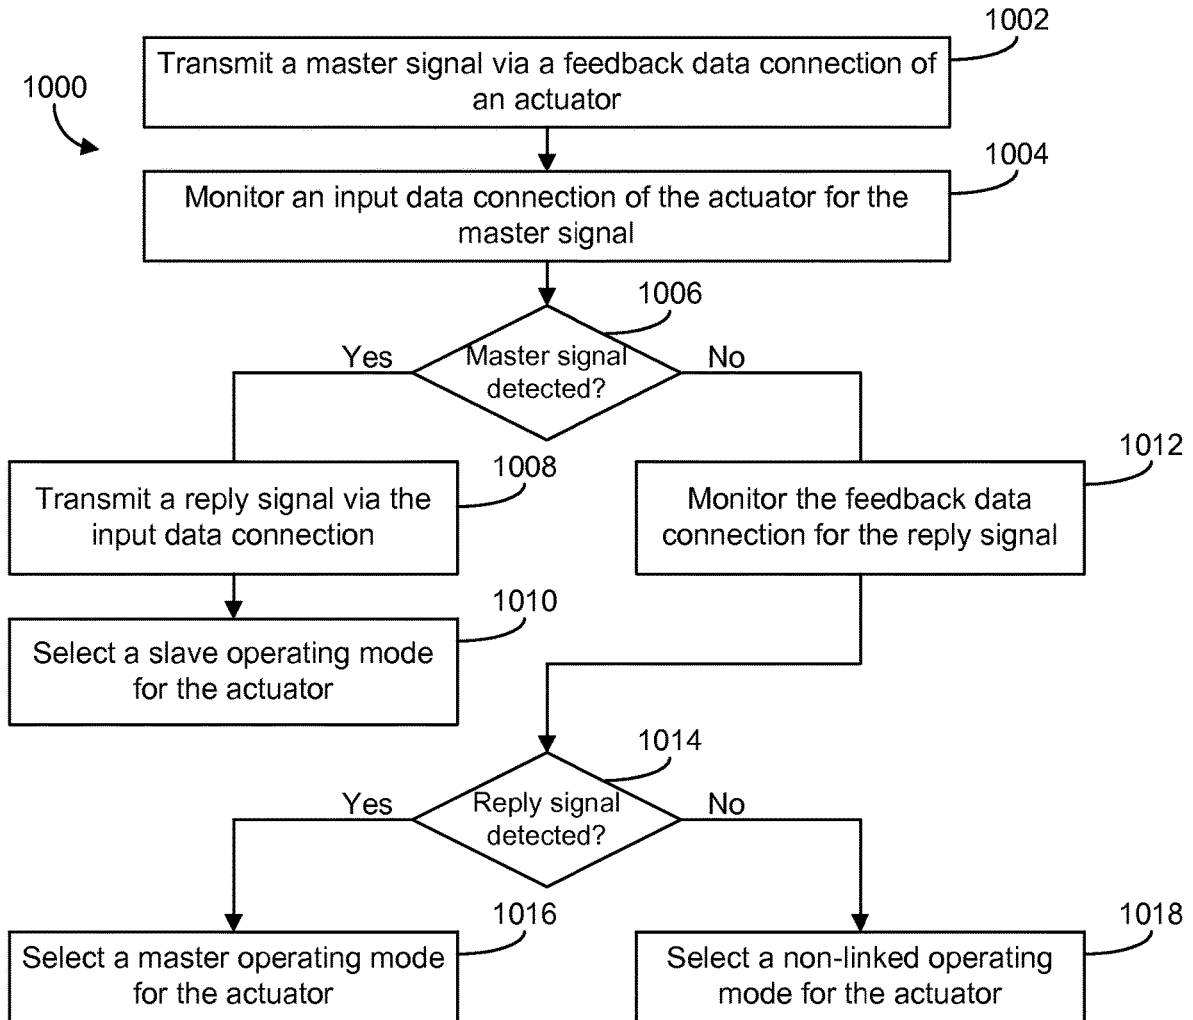 1002
Transmit a master signal via a feedback data connection of
an actuator
1000
1004
Monitor an input data connection of the actuator for the
master signal
1006
Yes
Master signal
detected?
No
1008
Transmit a reply signal via the
input data connection
1012
Monitor the feedback data
connection for the reply signal
1010
Select a slave operating mode
for the actuator
1014
Yes
Reply signal
detected?
No
1016
Select a master operating mode
for the actuator
1018
Select a non-linked operating
mode for the actuator